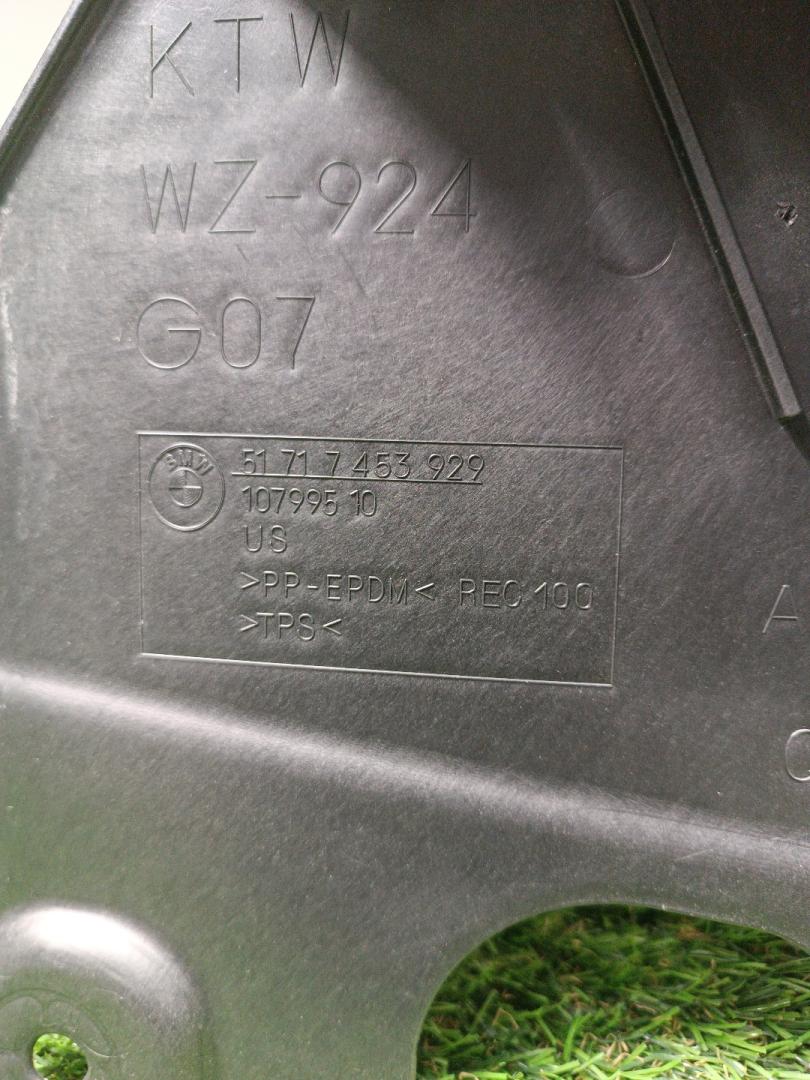 KTW
WZ-924
G07
BMW
51 71 7 453 929
107995 10
US
>PP-EPDM< REC 100
>TPS<
A